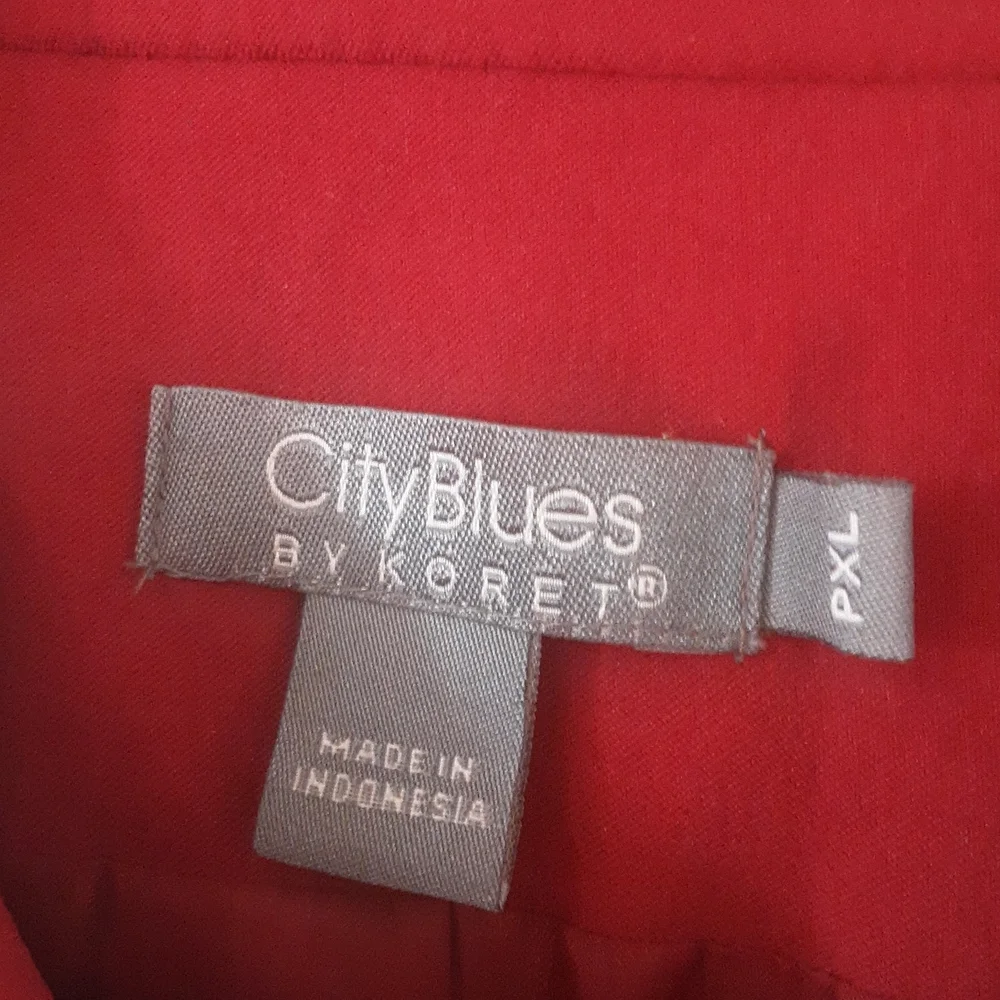 CityBlues
BY KORET®
PXL
MADE IN
INDONESIA